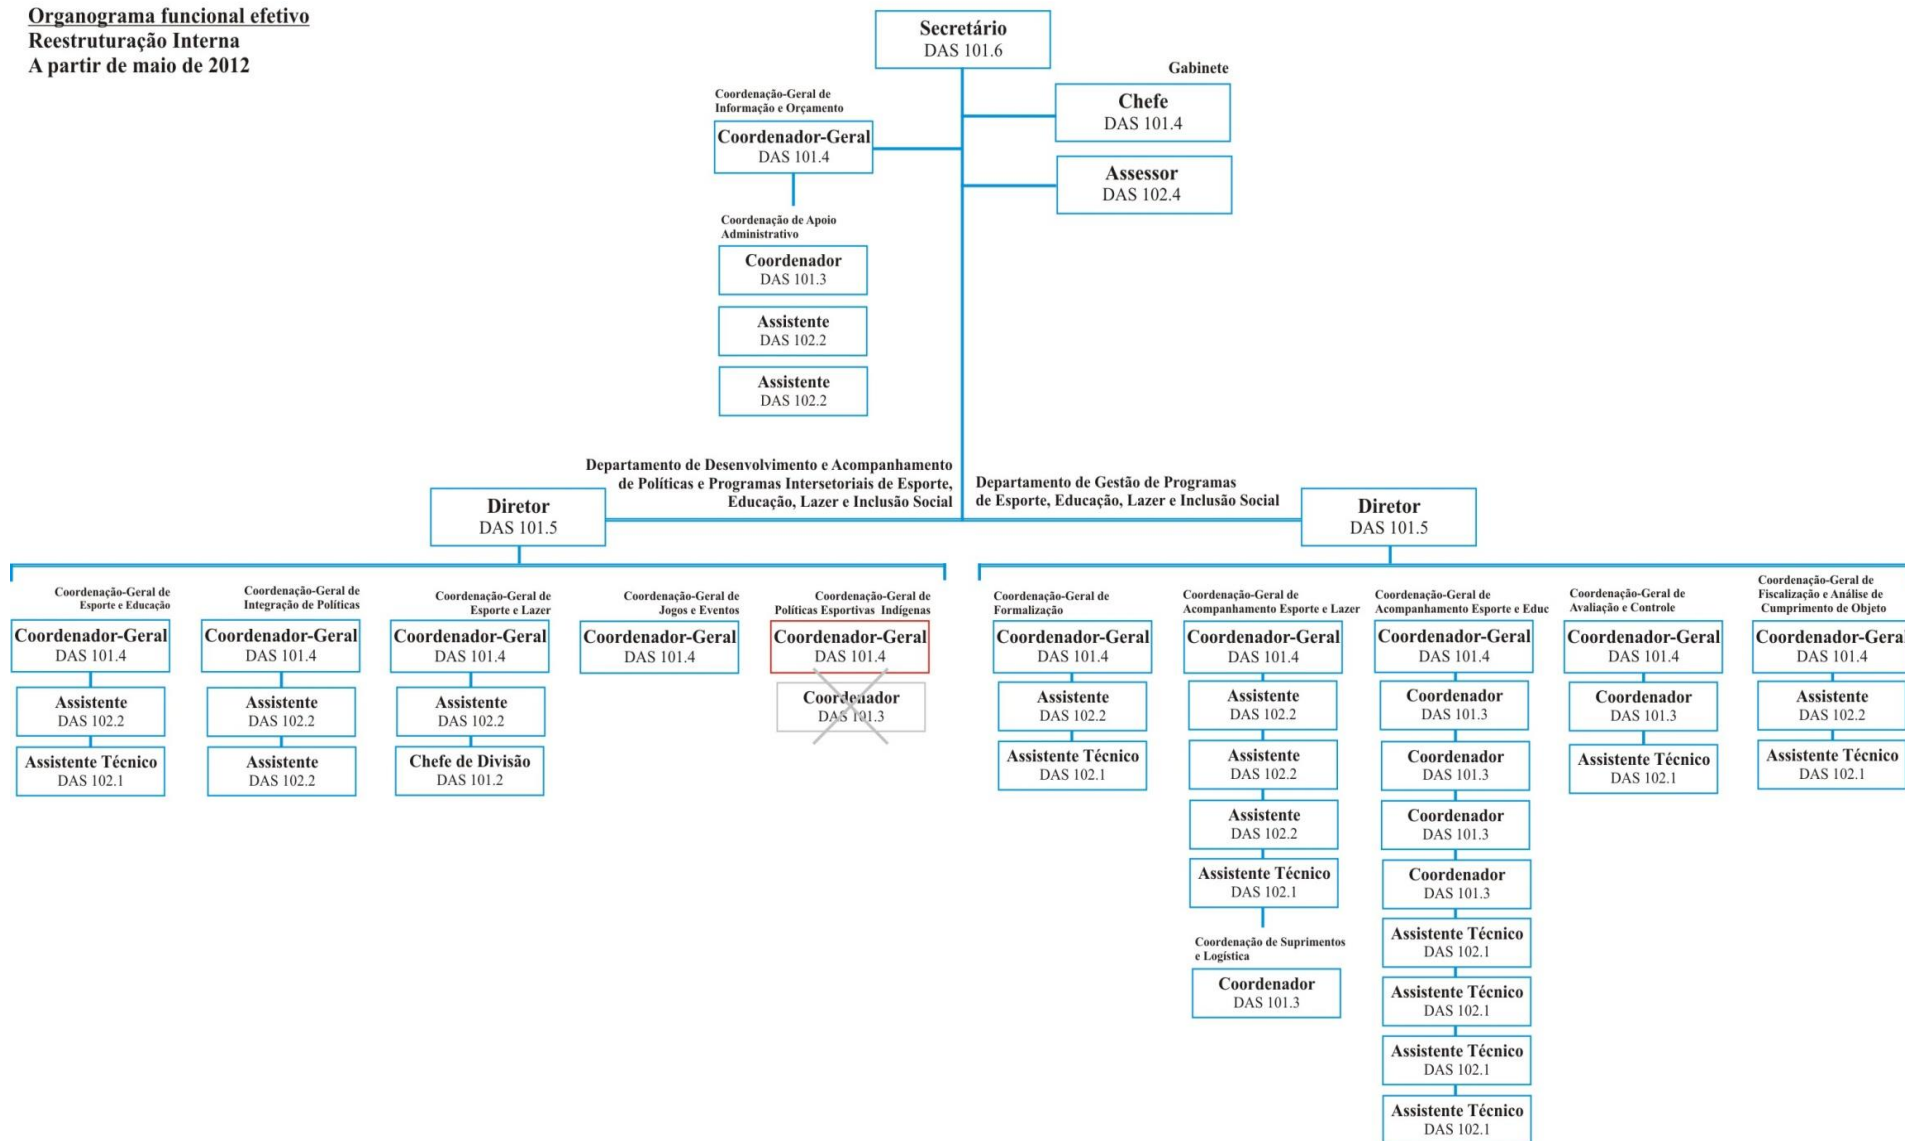 Organograma funcional efetivo
Reestruturação Interna
A partir de maio de 2012
Secretário
DAS 101.6
Gabinete
Chefe
DAS 101.4
Assessor
DAS 102.4
Coordenação-Geral de
Informação e Orçamento
Coordenador-Geral
DAS 101.4
Coordenação de Apoio
Administrativo
Coordenador
DAS 101.3
Assistente
DAS 102.2
Assistente
DAS 102.2
Departamento de Desenvolvimento e Acompanhamento
de Políticas e Programas Intersetoriais de Esporte,
Educação, Lazer e Inclusão Social
Diretor
DAS 101.5
Departamento de Gestão de Programas
de Esporte, Educação, Lazer e Inclusão Social
Diretor
DAS 101.5
Coordenação-Geral de
Esporte e Educação
Coordenador-Geral
DAS 101.4
Assistente
DAS 102.2
Assistente Técnico
DAS 102.1
Coordenação-Geral de
Integração de Políticas
Coordenador-Geral
DAS 101.4
Assistente
DAS 102.2
Assistente
DAS 102.2
Coordenação-Geral de
Esporte e Lazer
Coordenador-Geral
DAS 101.4
Assistente
DAS 102.2
Chefe de Divisão
DAS 101.2
Coordenação-Geral de
Jogos e Eventos
Coordenador-Geral
DAS 101.4
Coordenação-Geral de
Políticas Esportivas Indígenas
Coordenador-Geral
DAS 101.4
Coordenador
DAS 101.3
Coordenação-Geral de
Formalização
Coordenador-Geral
DAS 101.4
Assistente
DAS 102.2
Assistente Técnico
DAS 102.1
Coordenação-Geral de
Acompanhamento Esporte e Lazer
Coordenador-Geral
DAS 101.4
Assistente
DAS 102.2
Assistente
DAS 102.2
Assistente
DAS 102.2
Assistente Técnico
DAS 102.1
Coordenação de Suprimentos
e Logística
Coordenador
DAS 101.3
Coordenação-Geral de
Acompanhamento Esporte e Educ
Coordenador-Geral
DAS 101.4
Coordenador
DAS 101.3
Coordenador
DAS 101.3
Coordenador
DAS 101.3
Coordenador
DAS 101.3
Assistente Técnico
DAS 102.1
Assistente Técnico
DAS 102.1
Assistente Técnico
DAS 102.1
Assistente Técnico
DAS 102.1
Coordenação-Geral de
Avaliação e Controle
Coordenador-Geral
DAS 101.4
Coordenador
DAS 101.3
Assistente Técnico
DAS 102.1
Coordenação-Geral de
Fiscalização e Análise de
Cumprimento de Objeto
Coordenador-Geral
DAS 101.4
Assistente
DAS 102.2
Assistente Técnico
DAS 102.1